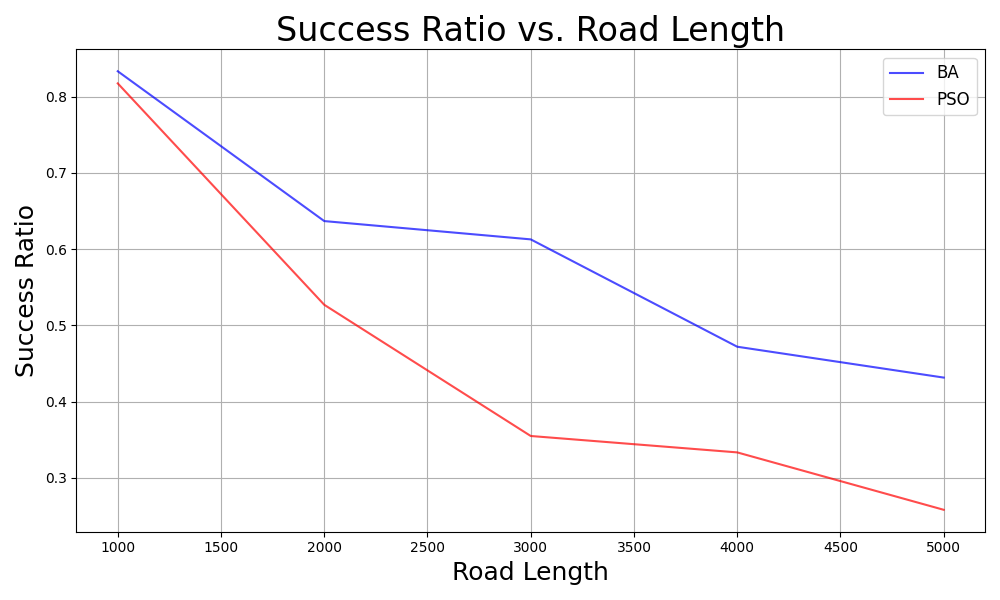 Success Ratio vs. Road Length
BA
PSO
Success Ratio
0.8
0.7
0.6
0.5
0.4
0.3
1000 1500 2000 2500 3000 3500 4000 4500 5000
Road Length